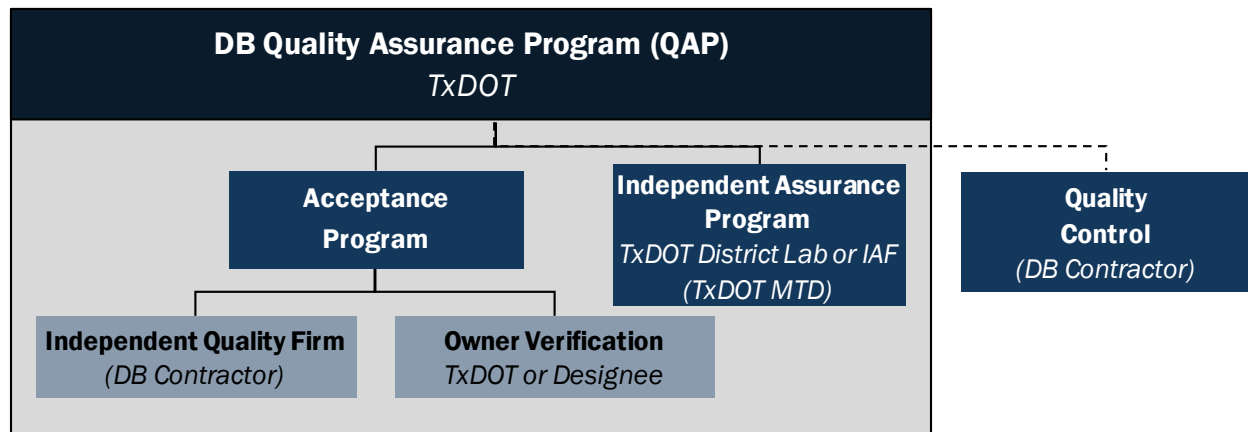 DB Quality Assurance Program (QAP)
TxDOT
Acceptance
Program
Independent Assurance
Program
TxDOT District Lab or IAF
(TxDOT MTD)
Quality
Control
(DB Contractor)
Independent Quality Firm
(DB Contractor)
Owner Verification
TxDOT or Designee